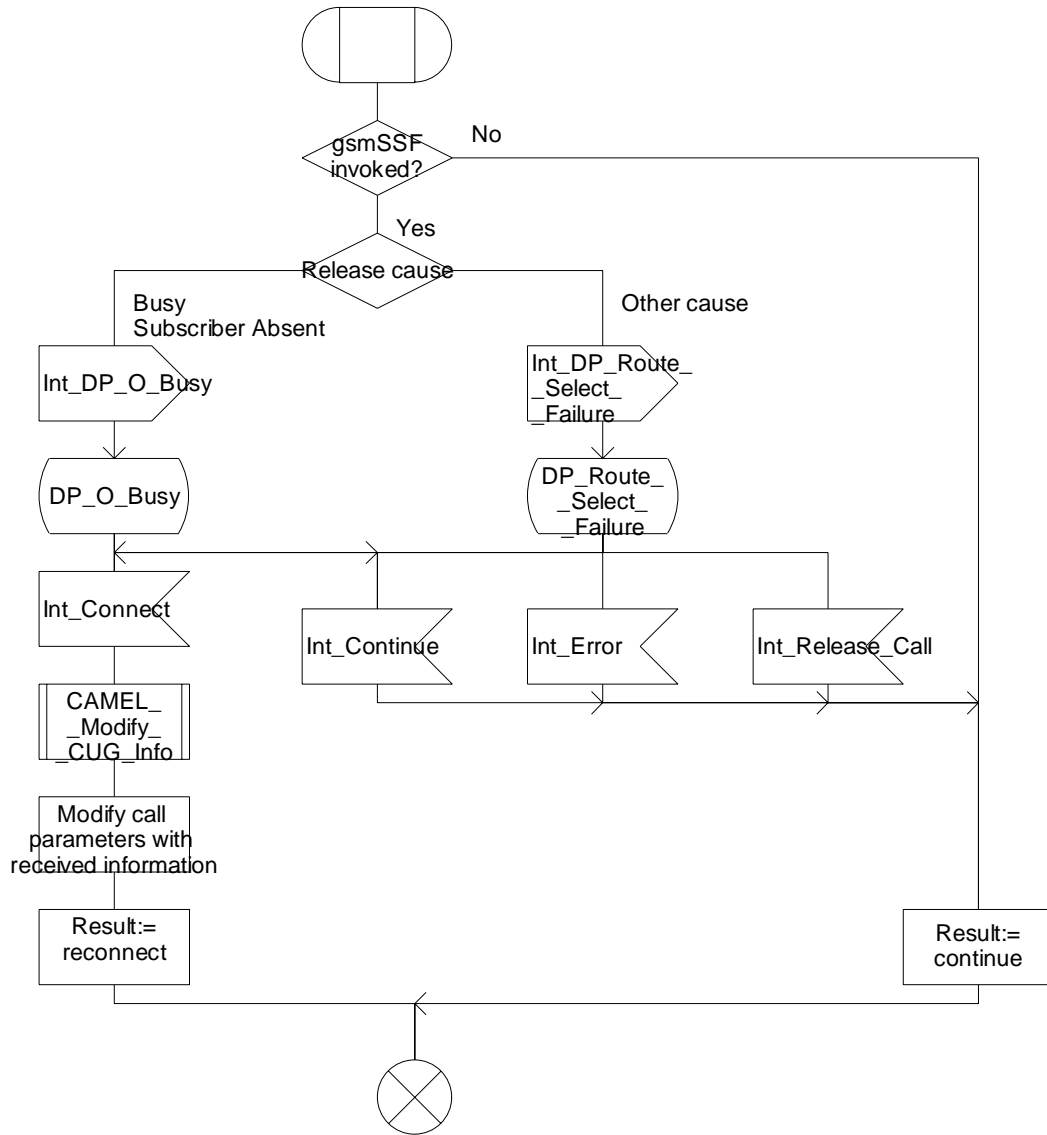 gsmSSF
invoked?
No
Yes
Release cause
Busy
Subscriber Absent
Other cause
Int_DP_O_Busy
Int_DP_Route_
_Select_
_Failure
DP_O_Busy
DP_Route_
_Select_
_Failure
Int_Connect
Int_Continue
Int_Error
Int_Release_Call
CAMEL_
_Modify_
_CUG_Info
Modify call
parameters with
received information
Result:=
reconnect
Result:=
continue